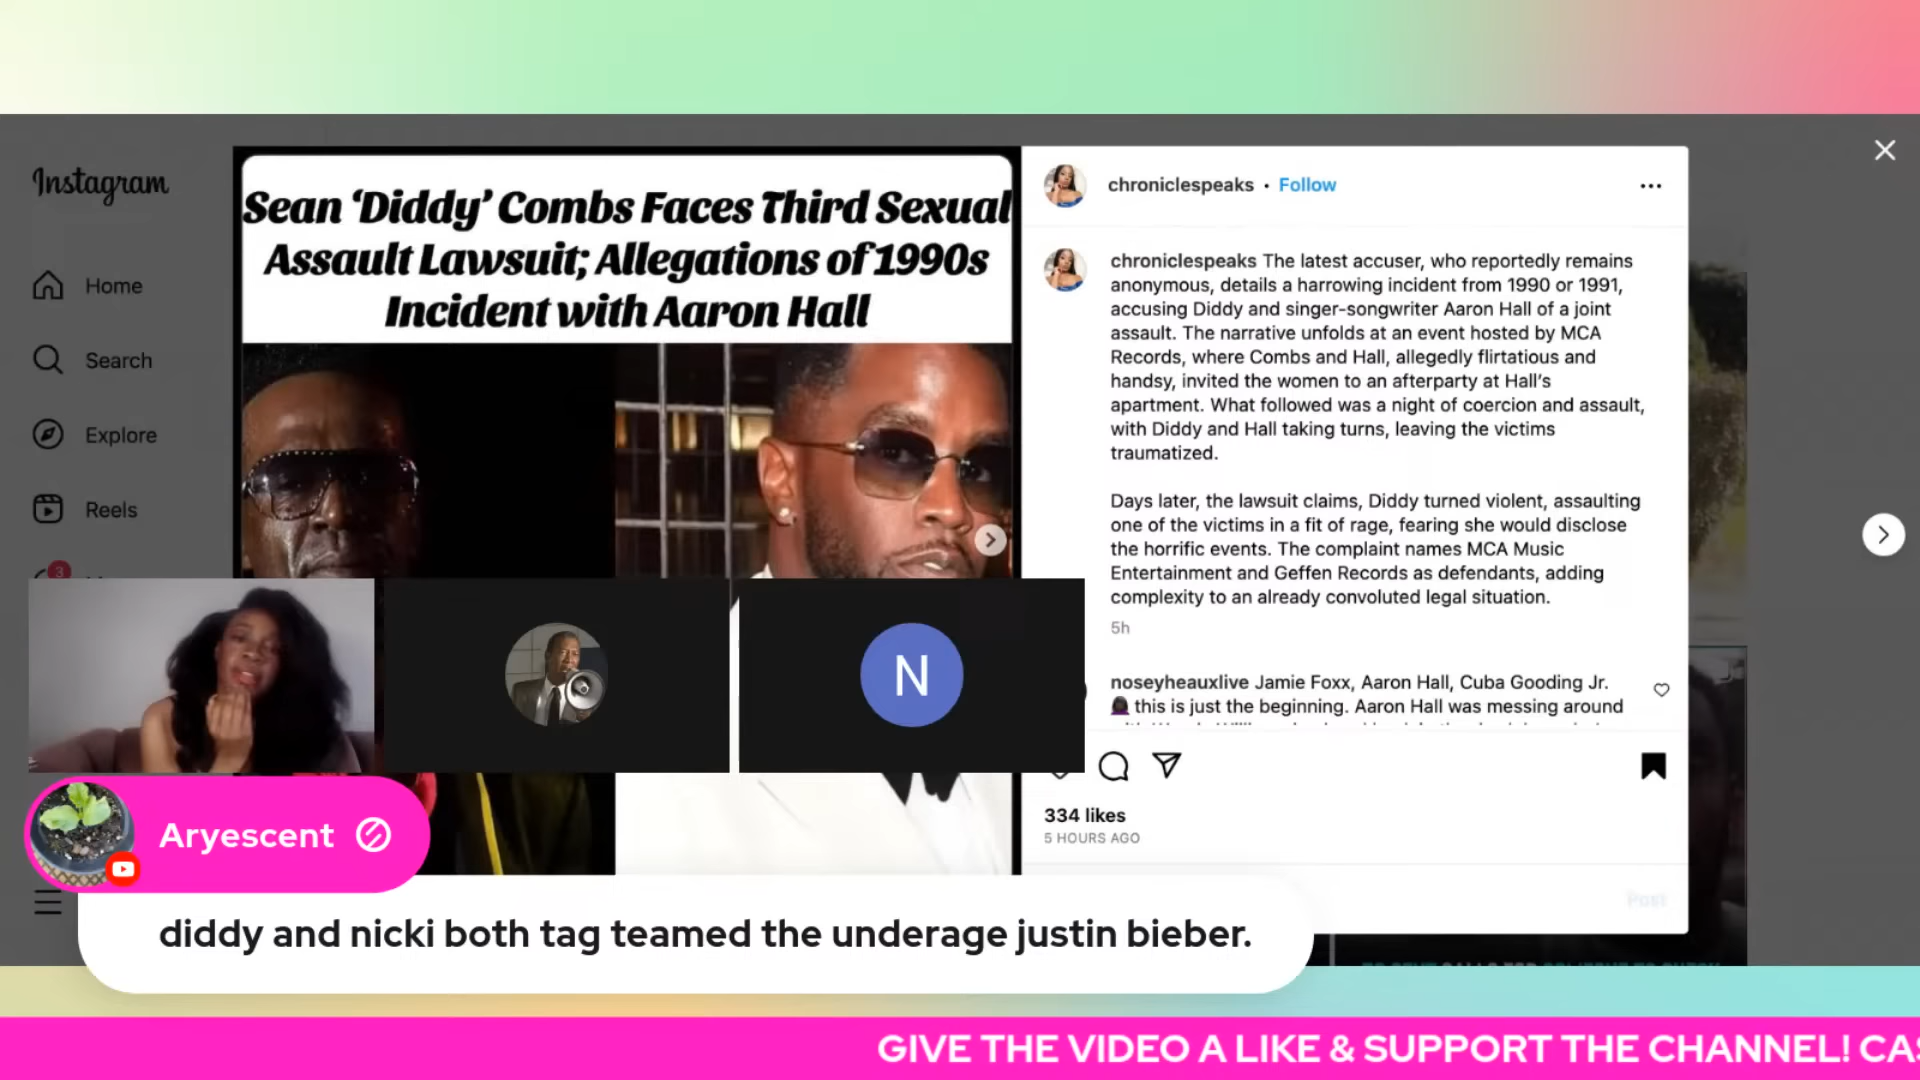 Instagram
Home
Search
Explore
Reels
3
Sean ‘Diddy’ Combs Faces Third Sexual
Assault Lawsuit; Allegations of 1990s
Incident with Aaron Hall
chroniclespeaks • Follow
chroniclespeaks The latest accuser, who reportedly remains
anonymous, details a harrowing incident from 1990 or 1991,
accusing Diddy and singer-songwriter Aaron Hall of a joint
assault. The narrative unfolds at an event hosted by MCA
Records, where Combs and Hall, allegedly flirtatious and
handsy, invited the women to an afterparty at Hall's
apartment. What followed was a night of coercion and assault,
with Diddy and Hall taking turns, leaving the victims
traumatized.
Days later, the lawsuit claims, Diddy turned violent, assaulting
one of the victims in a fit of rage, fearing she would disclose
the horrific events. The complaint names MCA Music
Entertainment and Geffen Records as defendants, adding
complexity to an already convoluted legal situation.
5h
noseyheauxlive Jamie Foxx, Aaron Hall, Cuba Gooding Jr.
this is just the beginning. Aaron Hall was messing around
334 likes
5 HOURS AGO
Post
N
Aryescent
diddy and nicki both tag teamed the underage justin bieber.
GIVE THE VIDEO A LIKE & SUPPORT THE CHANNEL! CAS